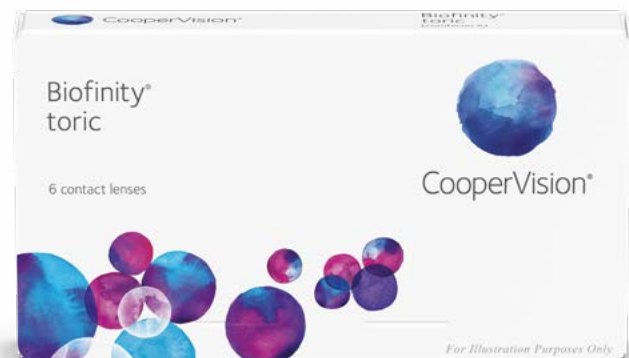 CooperVision®
Biofinity®
toric
Biofinity®
toric
6 contact lenses
CooperVision®
For Illustration Purposes Only